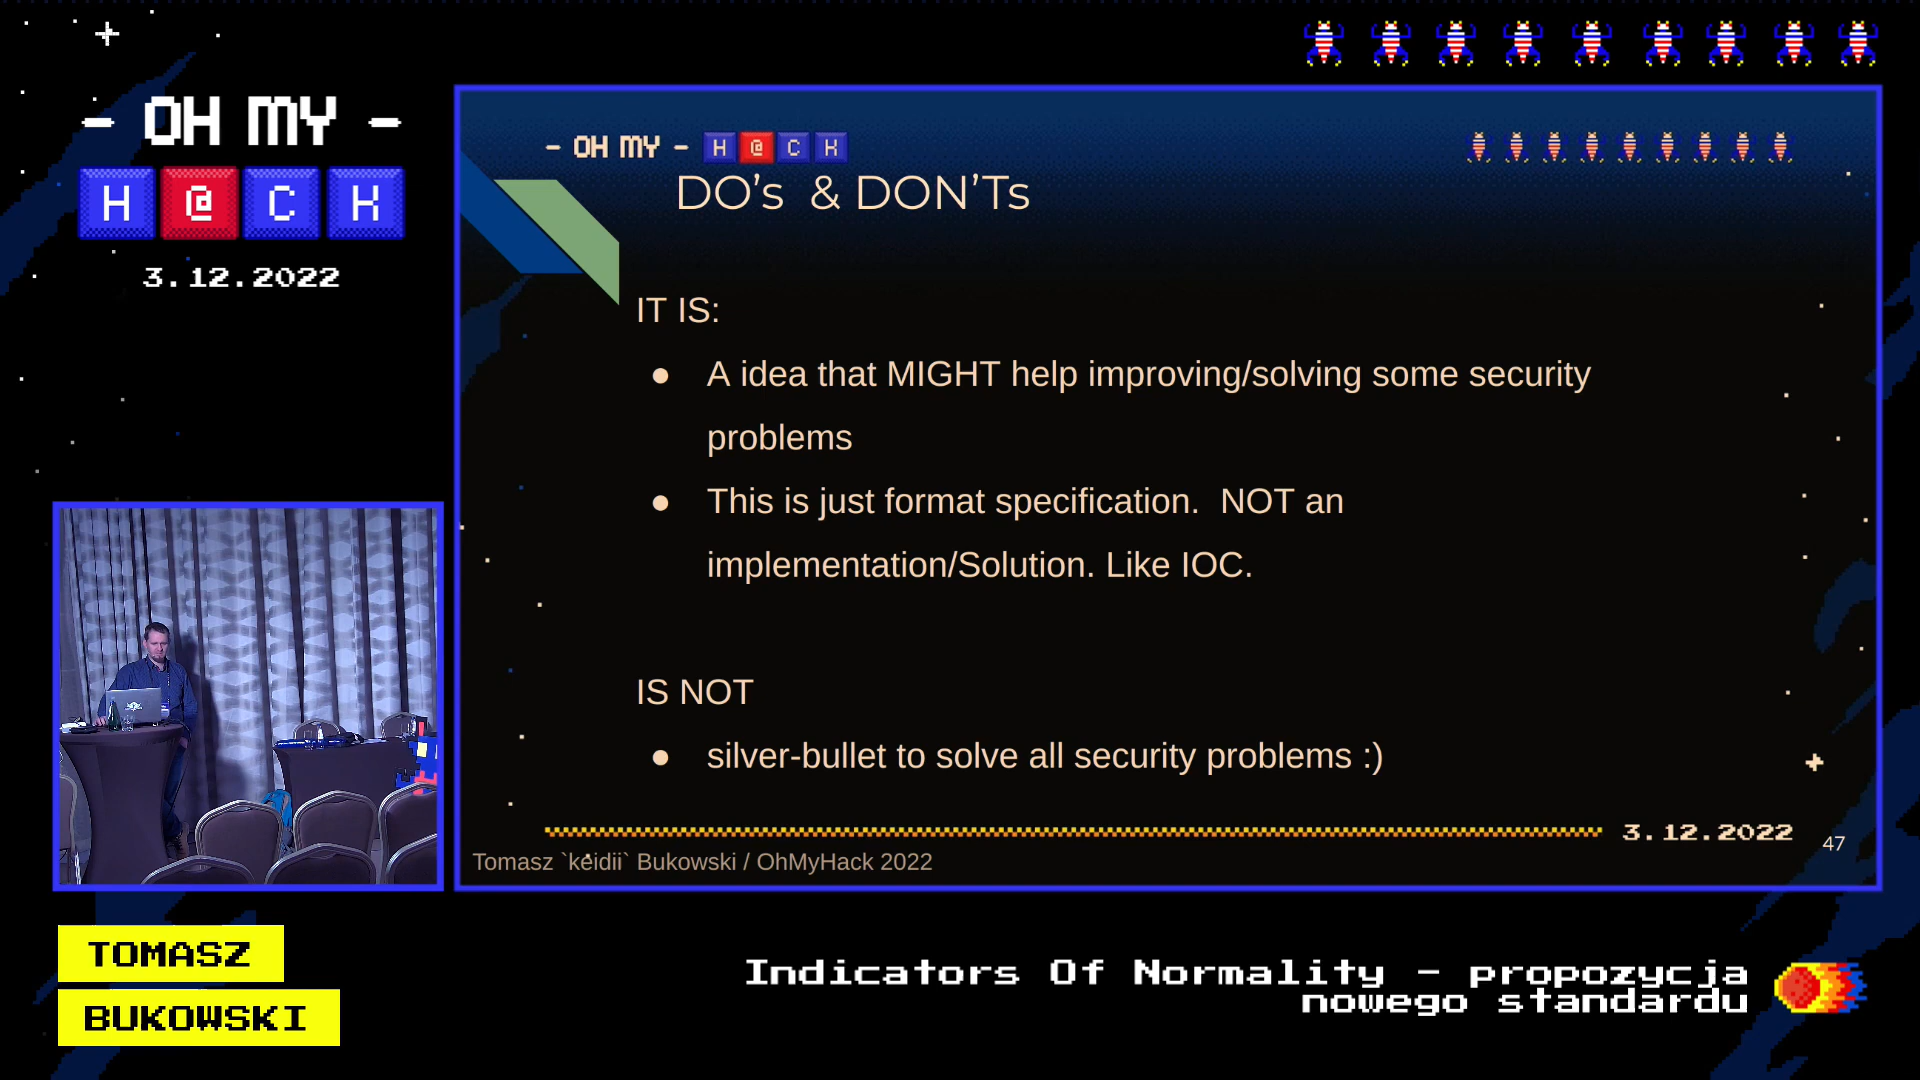 - OH MY -
H@CK
3.12.2022
- OH MY - H@CK
DO’s  & DON’Ts
IT IS:
● A idea that MIGHT help improving/solving some security
problems
● This is just format specification.  NOT an
implementation/Solution. Like IOC.
IS NOT
● silver-bullet to solve all security problems :)
3.12.2022
47
Tomasz `keidii` Bukowski / OhMyHack 2022
TOMASZ
BUKOWSKI
Indicators Of Normality - propozycja
nowego standardu